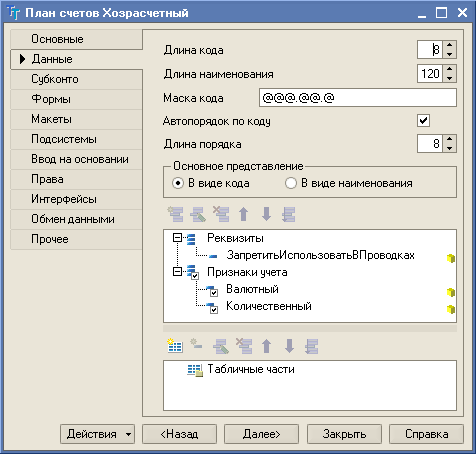 План счетов Хозрасчетный
Основные
Данные
Субконто
Формы
Макеты
Подсистемы
Ввод на основании
Права
Интерфейсы
Обмен данными
Прочее
Длина кода 8
Длина наименования 120
Маска кода @@@.@@.@
Автопорядок по коду
Длина порядка 8
Основное представление
В виде кода В виде наименования
Реквизиты
ЗапретитьИспользоватьВПроводках
Признаки учета
Валютный
Количественный
Табличные части
Действия <Назад Далее> Закрыть Справка